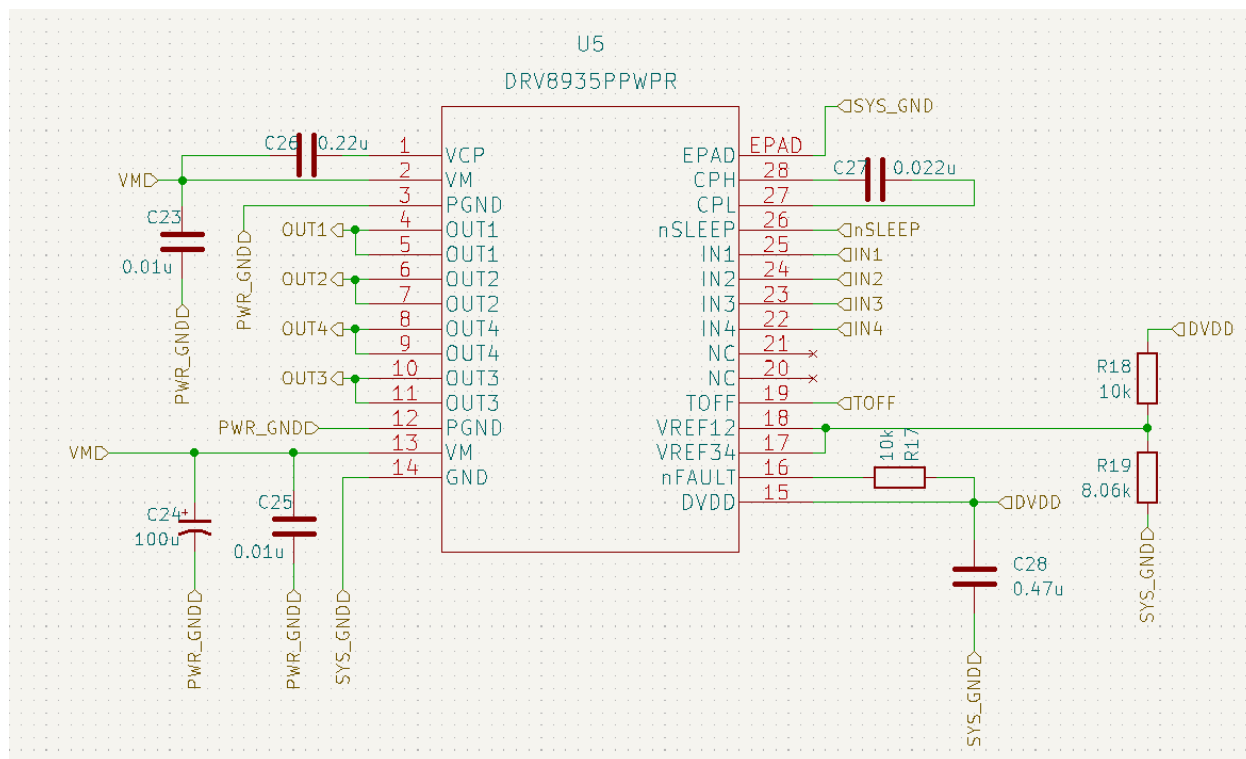 U5
DRV8935PPWPR
SYS_GND
C26 0.22u 1 VCP
EPAD EPAD
VM 2 VM
CPH 28 C27 0.022u
3 PGND
CPL 27
C23
0.01u
PWR_GND
PWR_GND
OUT1 4 OUT1
nSLEEP 26 nSLEEP
5 OUT1
IN1 25 IN1
OUT2 6 OUT2
IN2 24 IN2
7 OUT2
IN3 23 IN3
OUT4 8 OUT4
IN4 22 IN4
9 OUT4
NC 21
OUT3 10 OUT3
NC 20
11 OUT3
TOFF 19 TOFF
PWR_GND 12 PGND
VREF12 18
VM 13 VM
VREF34 17
14 GND
nFAULT 16
10k
R17
DVDD 15
DVDD
DVDD
R18
10k
R19
8.06k
SYS_GND
C24
+
100u
C25
0.01u
PWR_GND
PWR_GND
SYS_GND
C28
0.47u
SYS_GND